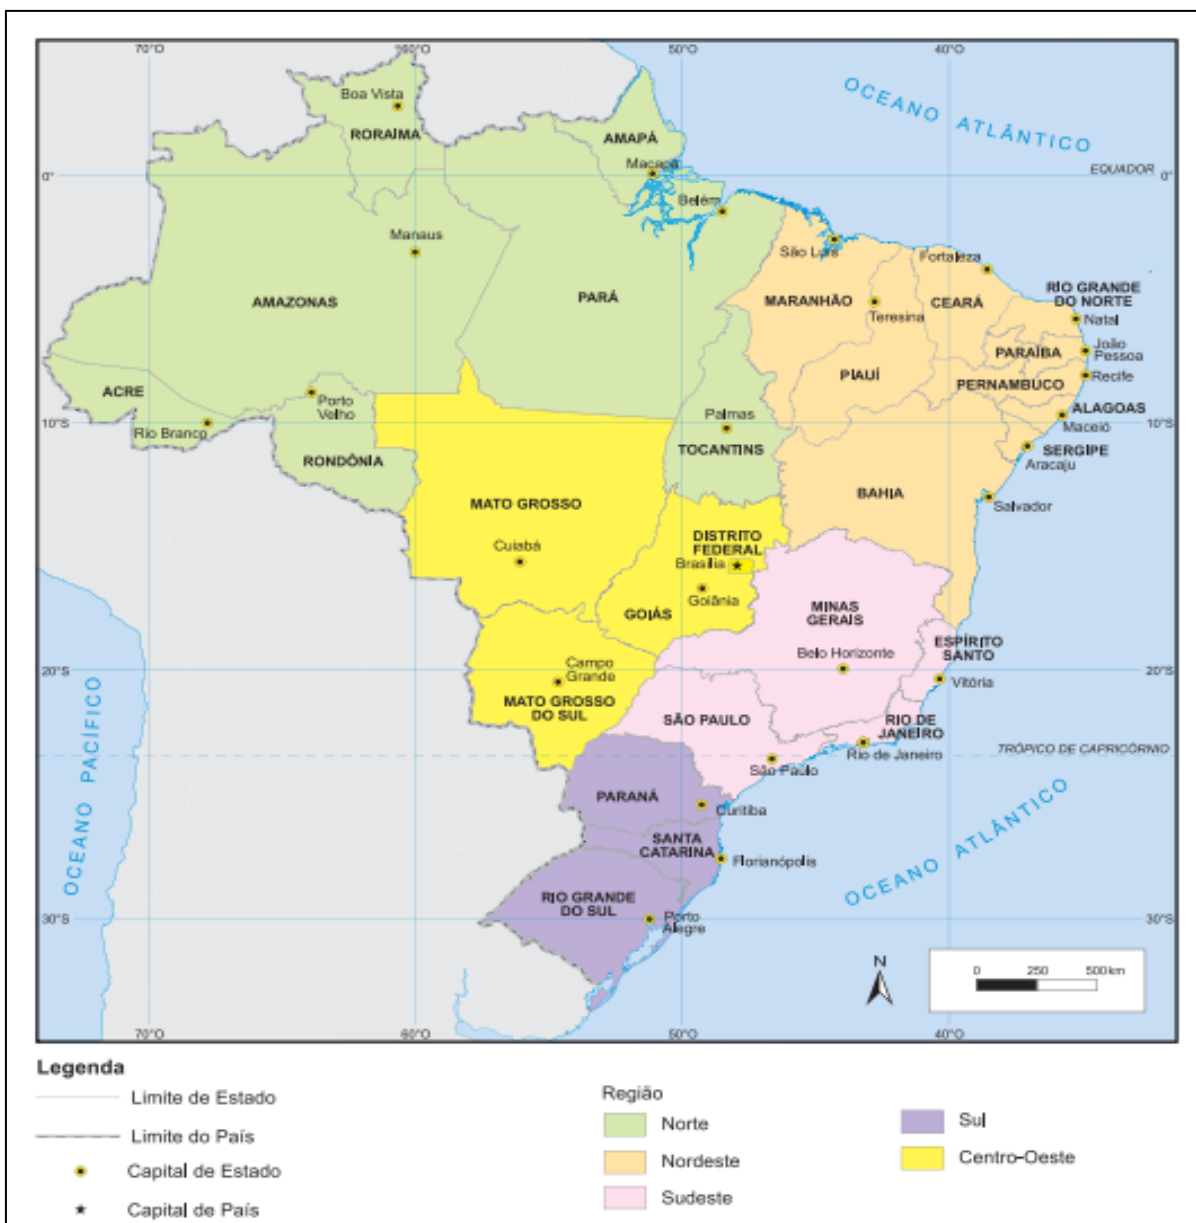 70°O
60°O
50°O
40°O
OCEANO ATLÂNTICO
Boa Vista
RORAIMA
AMAPÁ
Macapá
EQUADOR
0°
0°
Belém
Manaus
São Luís
Fortaleza
AMAZONAS
PARÁ
MARANHÃO
CEARÁ
RIO GRANDE
DO NORTE
Teresina
Natal
PARAÍBA
João
Pessoa
PIAUÍ
PERNAMBUCO
Recife
ACRE
Porto
Velho
Palmas
ALAGOAS
Rio Branco
10°S
10°S
Maceió
RONDÔNIA
TOCANTINS
SERGIPE
Aracaju
MATO GROSSO
BAHIA
Salvador
Cuiabá
DISTRITO
FEDERAL
Brasília
Goiânia
GOIÁS
MINAS
GERAIS
ESPÍRITO
SANTO
Belo Horizonte
20°S
20°S
Campo
Grande
Vitória
MATO GROSSO
DO SUL
SÃO PAULO
RIO DE
JANEIRO
Rio de Janeiro
TRÓPICO DE CAPRICÓRNIO
São Paulo
OCEANO PACÍFICO
PARANÁ
Curitiba
SANTA
CATARINA
Florianópolis
OCEANO ATLÂNTICO
RIO GRANDE
DO SUL
Porto
Alegre
30°S
30°S
N
0 250 500 km
70°O
60°O
50°O
40°O
Legenda
Limite de Estado
Limite do País
Capital de Estado
Capital de País
Região
Norte
Nordeste
Sudeste
Sul
Centro-Oeste